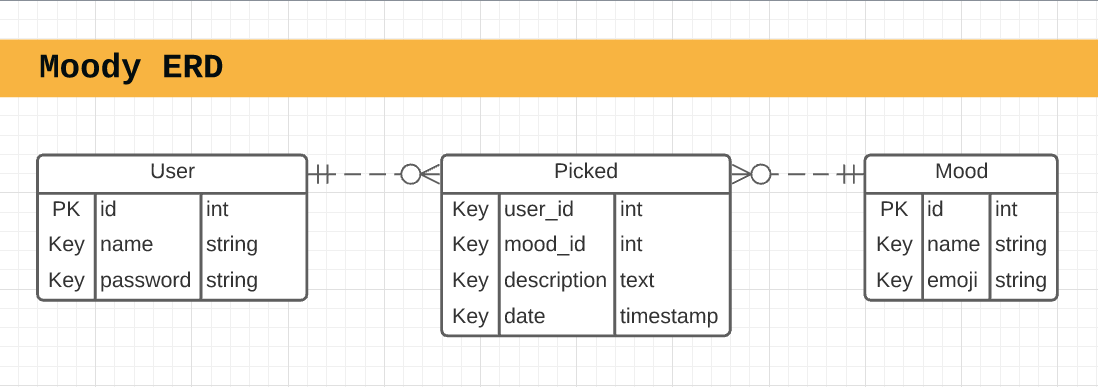 Moody ERD
User
PK id int
Key name string
Key password string
Picked
Key user_id int
Key mood_id int
Key description text
Key date timestamp
Mood
PK id int
Key name string
Key emoji string